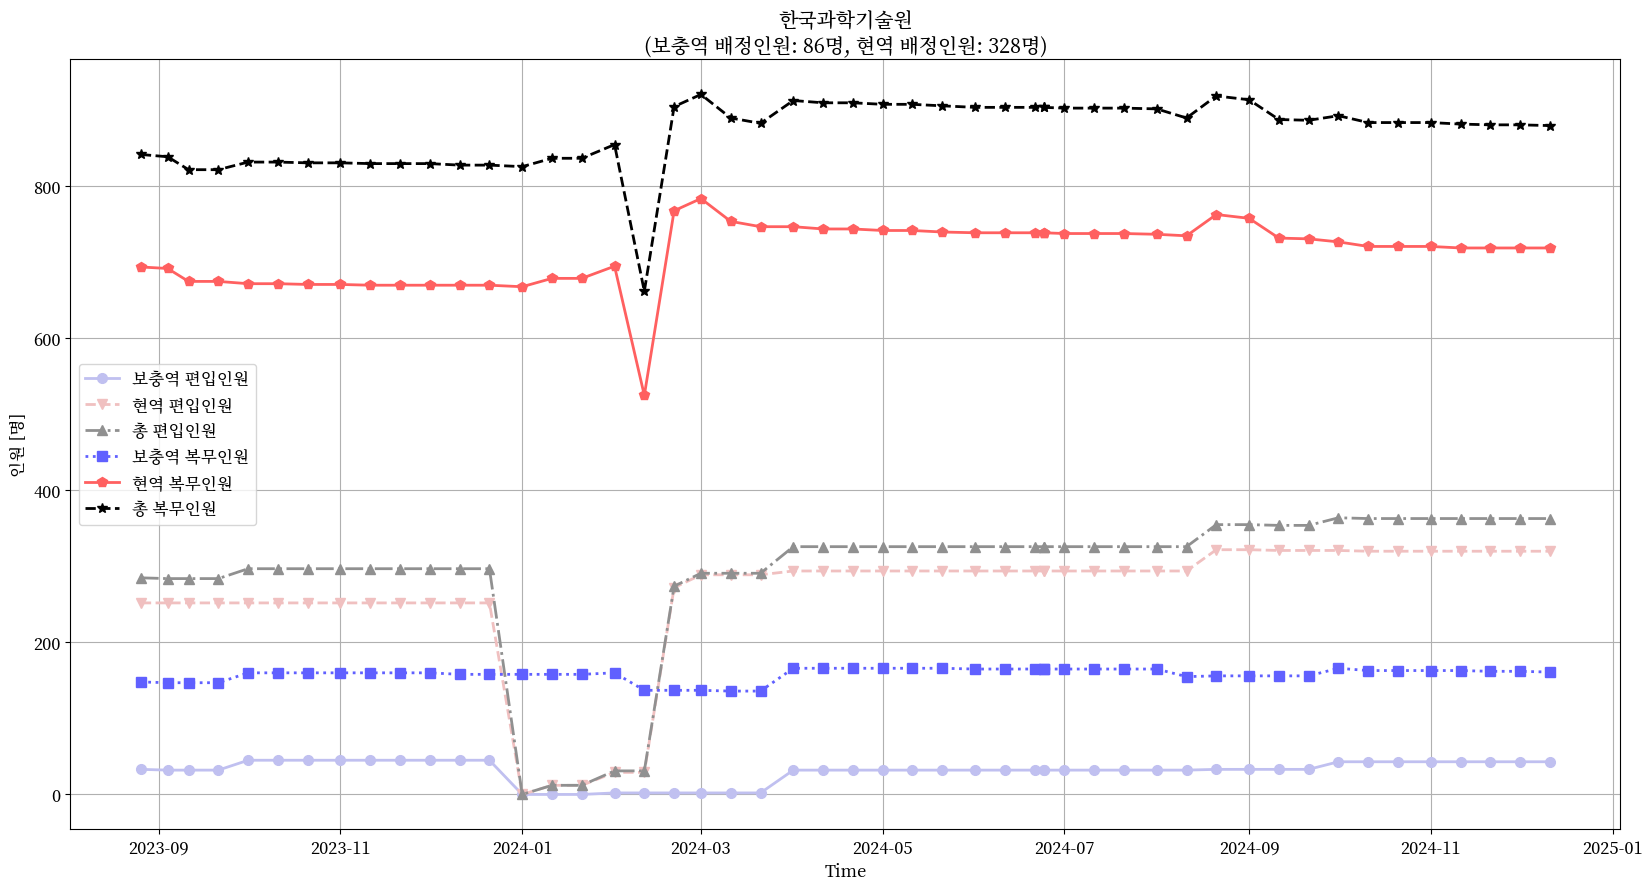 한국과학기술원
(보충역 배정인원: 86명, 현역 배정인원: 328명)
인원 [명]
800
600
400
200
0
보충역 편입인원
현역 편입인원
총 편입인원
보충역 복무인원
현역 복무인원
총 복무인원
2023-09 2023-11 2024-01 2024-03 2024-05 2024-07 2024-09 2024-11 2025-01
Time